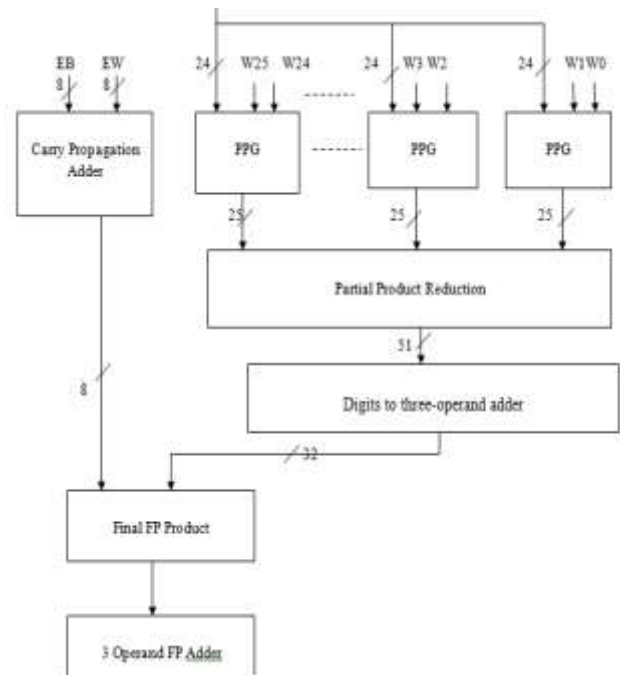 EB EW 24 W25 W24 24 W3 W2 24 W1 W0
8 8
Carry Propagation
Adder
PPG PPG PPG
25 25 25
Partial Product Reduction
51
8
Digits to three-operand adder
32
Final FP Product
3 Operand FP Adder